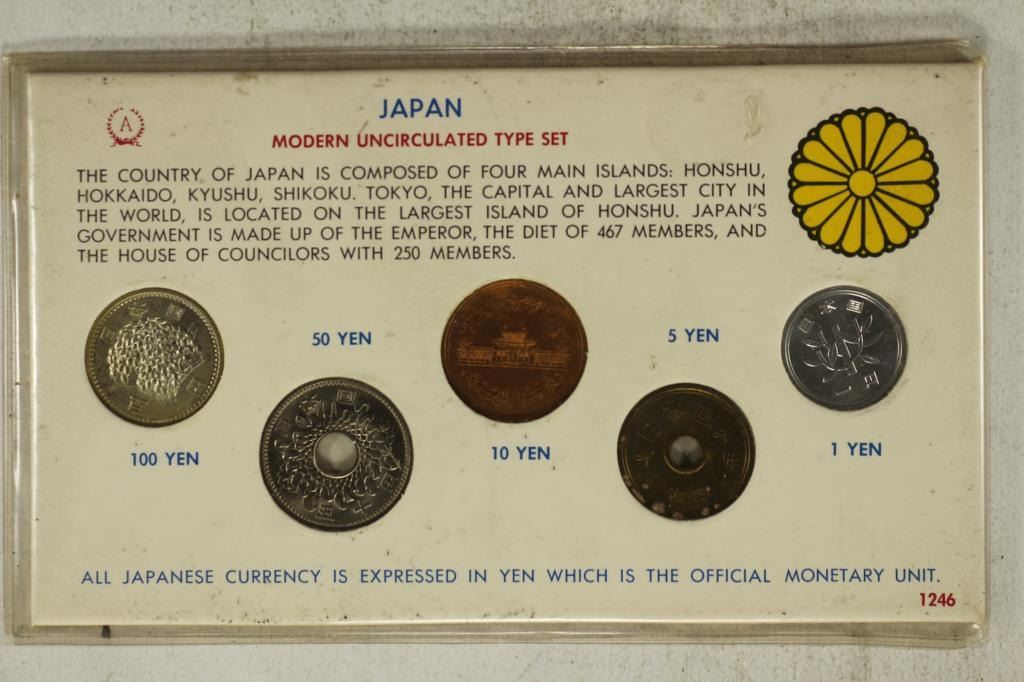 A
JAPAN
MODERN UNCIRCULATED TYPE SET
THE COUNTRY OF JAPAN IS COMPOSED OF FOUR MAIN ISLANDS: HONSHU,
HOKKAIDO, KYUSHU, SHIKOKU. TOKYO, THE CAPITAL AND LARGEST CITY IN
THE WORLD, IS LOCATED ON THE LARGEST ISLAND OF HONSHU. JAPAN'S
GOVERNMENT IS MADE UP OF THE EMPEROR, THE DIET OF 467 MEMBERS, AND
THE HOUSE OF COUNCILORS WITH 250 MEMBERS.
50 YEN
5 YEN
日本国
100 YEN
10 YEN
1 YEN
ALL JAPANESE CURRENCY IS EXPRESSED IN YEN WHICH IS THE OFFICIAL MONETARY UNIT.
1246